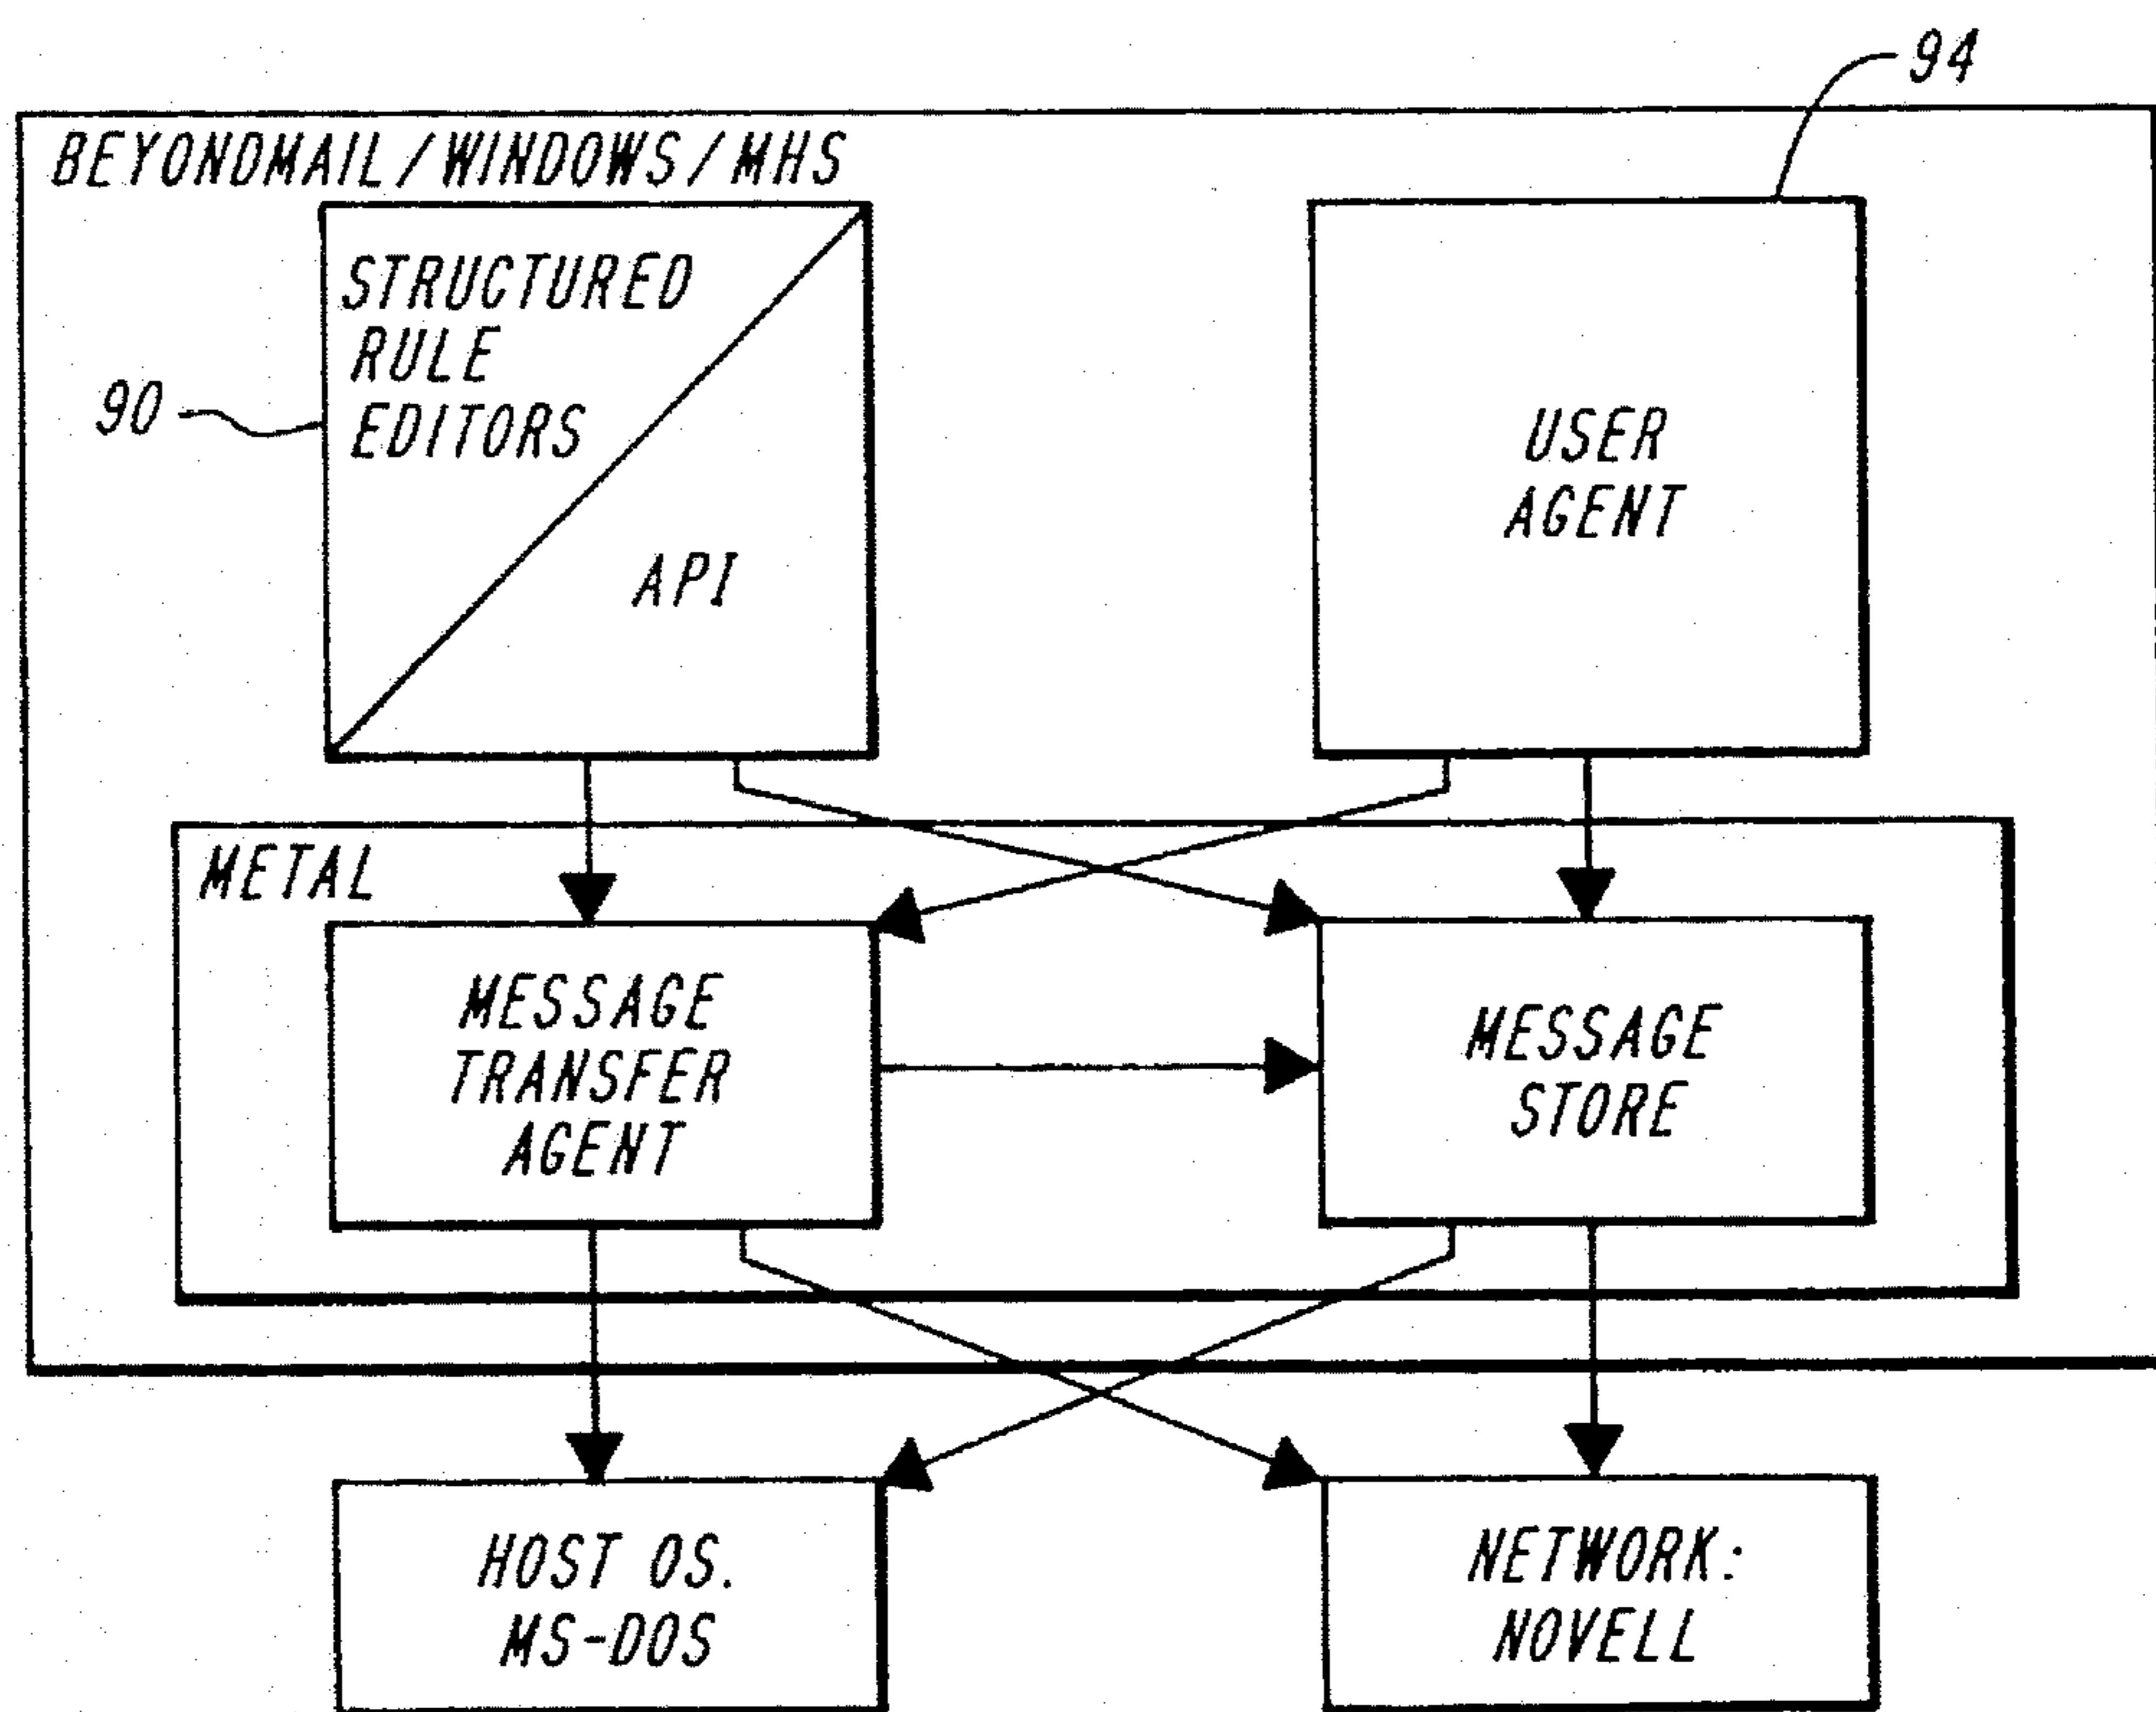 94
BEYONDMAIL/WINDOWS/MHS
STRUCTURED
RULE
EDITORS
90
API
USER
AGENT
METAL
MESSAGE
TRANSFER
AGENT
MESSAGE
STORE
HOST OS.
MS-DOS
NETWORK:
NOVELL